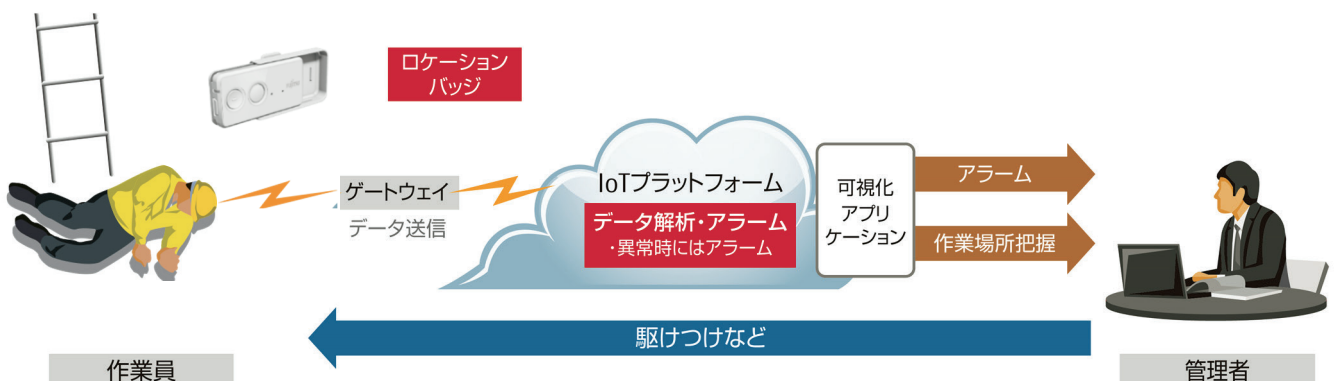 ロケーション
バッジ
ゲートウェイ
データ送信
IoTプラットフォーム
データ解析・アラーム
・異常時にはアラーム
可視化
アプリ
ケーション
アラーム
作業場所把握
駆けつけなど
作業員
管理者